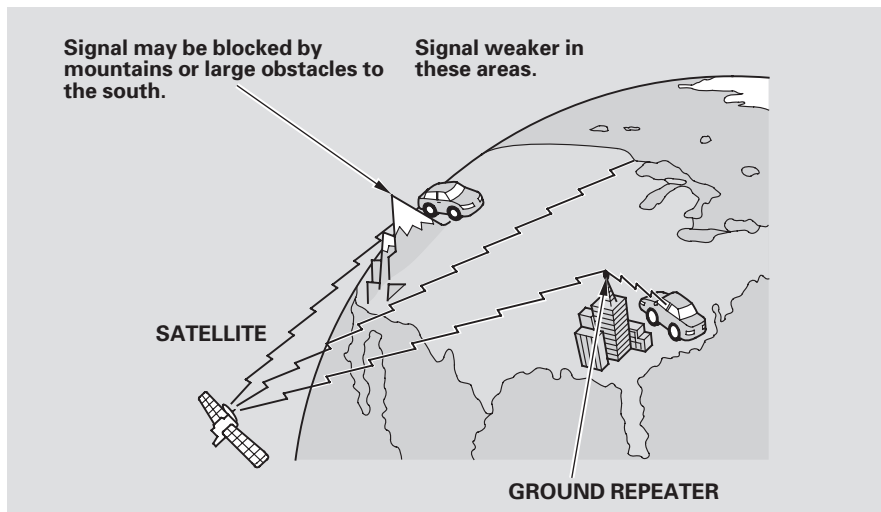 Signal may be blocked by
mountains or large obstacles to
the south.
Signal weaker in
these areas.
SATELLITE
GROUND REPEATER